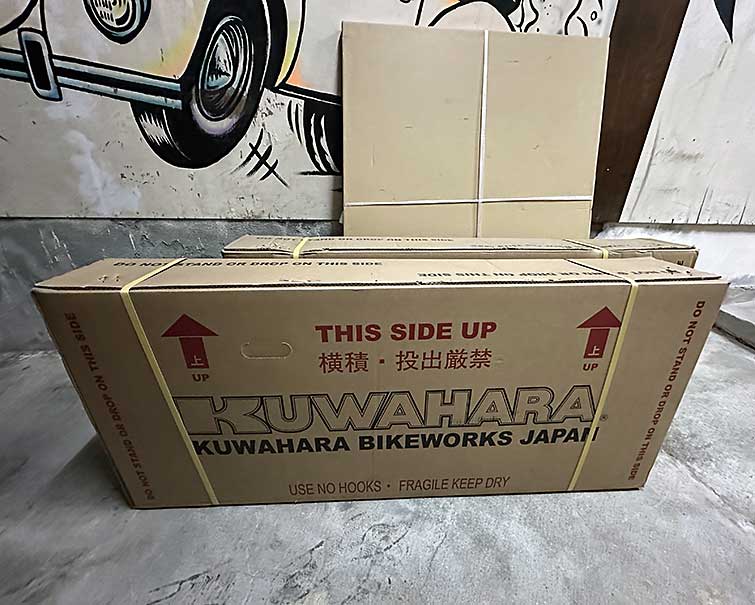 DO NOT STAND OR DROP ON THIS SIDE
THIS SIDE UP
横積・投出厳禁
上
UP
上
UP
KUWAHARA®
KUWAHARA BIKEWORKS JAPAN
USE NO HOOKS・FRAGILE KEEP DRY
DO NOT STAND OR DROP ON THIS SIDE
DO NOT STAND OR DROP ON THIS SIDE